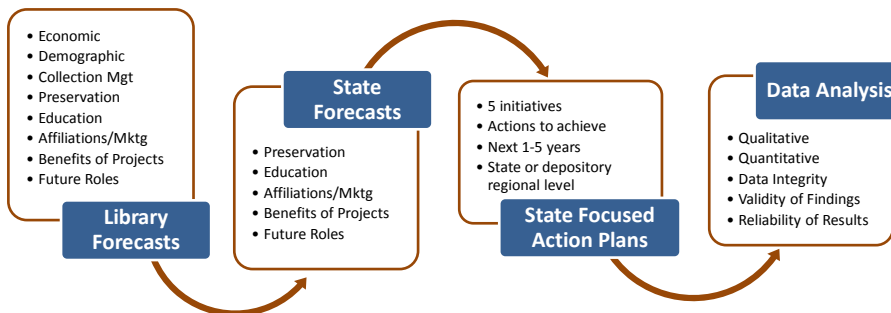 • Economic
• Demographic
• Collection Mgt
• Preservation
• Education
• Affiliations/Mktg
• Benefits of Projects
• Future Roles
Library
Forecasts
State
Forecasts
• Preservation
• Education
• Affiliations/Mktg
• Benefits of Projects
• Future Roles
• 5 initiatives
• Actions to achieve
• Next 1-5 years
• State or depository
regional level
State Focused
Action Plans
Data Analysis
• Qualitative
• Quantitative
• Data Integrity
• Validity of Findings
• Reliability of Results